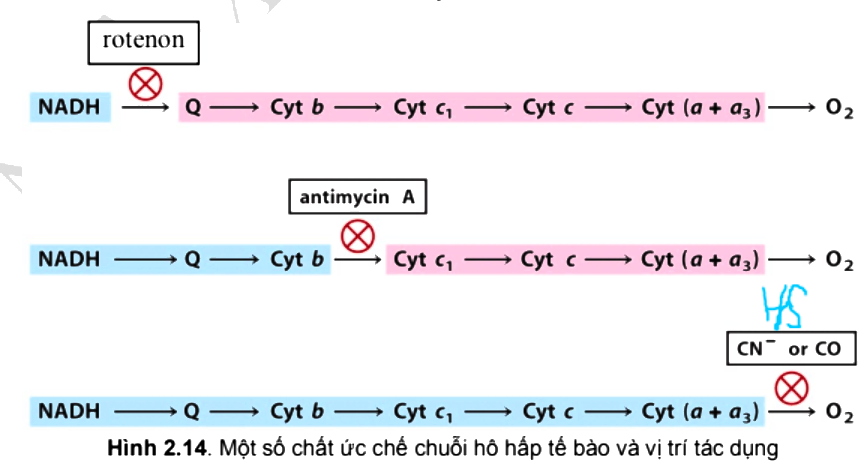 rotenon
NADH → Q → Cyt b → Cyt c₁ → Cyt c → Cyt (a + a₃) → O₂
antimycin A
NADH → Q → Cyt b → Cyt c₁ → Cyt c → Cyt (a + a₃) → O₂
CN⁻ or CO
NADH → Q → Cyt b → Cyt c₁ → Cyt c → Cyt (a + a₃) → O₂
Hình 2.14. Một số chất ức chế chuỗi hô hấp tế bào và vị trí tác dụng